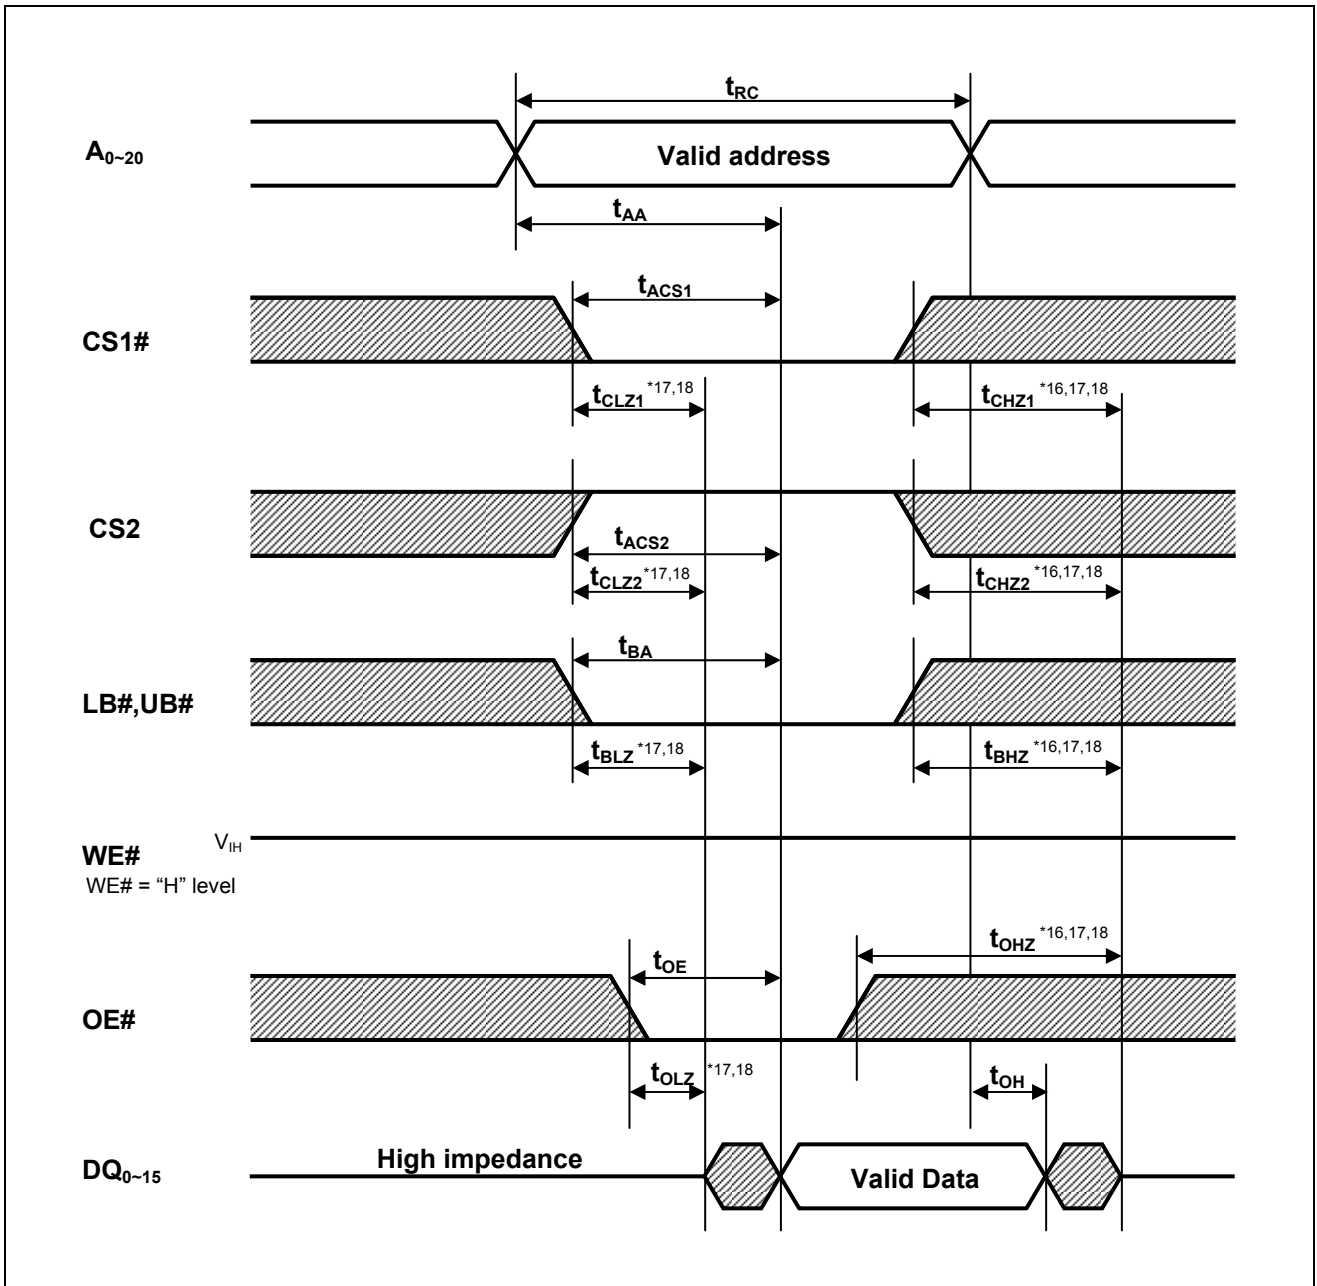 tRC
A0~20
Valid address
tAA
tACS1
CS1#
tCLZ1 *17,18
tCHZ1 *16,17,18
CS2
tACS2
tCLZ2 *17,18
tCHZ2 *16,17,18
tBA
LB#,UB#
tBLZ *17,18
tBHZ *16,17,18
VIH
WE#
WE# = “H” level
tOHZ *16,17,18
tOE
OE#
tOLZ *17,18
tOH
High impedance
DQ0~15
Valid Data